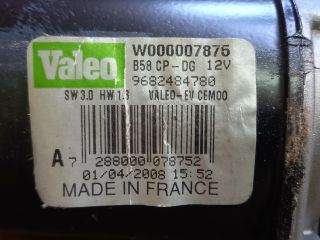 Valeo W000007875
B58 CP-DG 12V
9682484780
SW 3.0 HW 1.3 VALEO-EV CEMOO
A 7 288000 078752
01/04/2008 15:52
MADE IN FRANCE